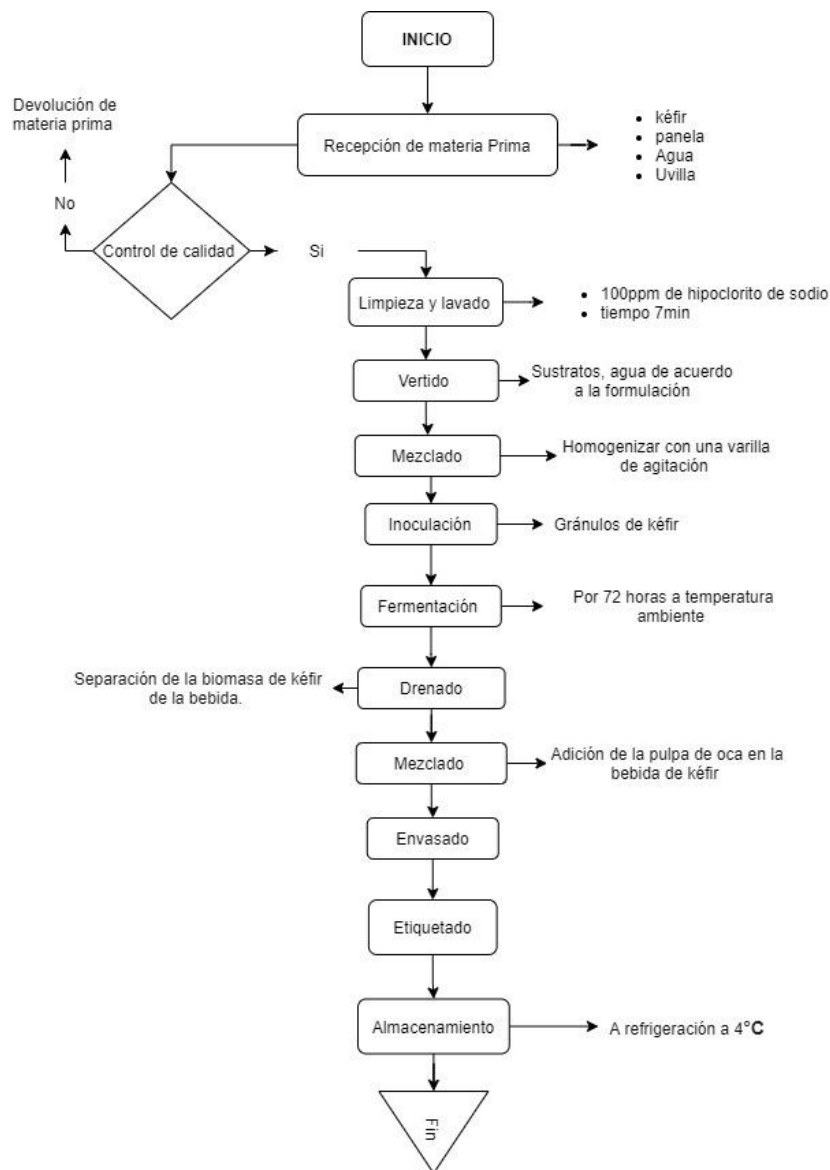 INICIO
Devolución de
materia prima
Recepción de materia Prima
• kéfir
• panela
• Agua
• Uvilla
No
Control de calidad
Si
Limpieza y lavado
• 100ppm de hipoclorito de sodio
• tiempo 7min
Vertido
Sustratos, agua de acuerdo
a la formulación
Mezclado
Homogenizar con una varilla
de agitación
Inoculación
Gránulos de kéfir
Fermentación
Por 72 horas a temperatura
ambiente
Separación de la biomasa de kéfir
de la bebida.
Drenado
Mezclado
Adición de la pulpa de oca en la
bebida de kéfir
Envasado
Etiquetado
Almacenamiento
A refrigeración a 4°C
Fin